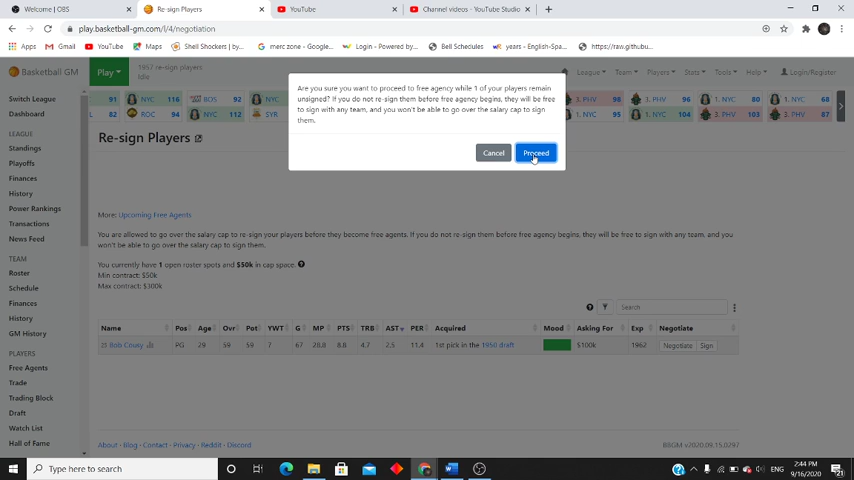 Welcome | OBS
Re-sign Players
YouTube
Channel videos - YouTube Studio
play.basketball-gm.com/l/4/negotiation
Apps
Gmail
YouTube
Maps
Shell Shockers | by...
merc zone - Google...
Login - Powered by...
Bell Schedules
years - English-Spa...
https://raw.githubu...
Basketball GM
Play
1957 re-sign players
Idle
League
Team
Players
Stats
Tools
Help
Login/Register
91 NYC 116 BOS 92 NYC
3. PHV 98 3. PHV 96 1. NYC 80 1. NYC 68
L 82 ROC 94 NYC 112 SYR
1. NYC 95 1. NYC 104 3. PHV 103 3. PHV 87
Are you sure you want to proceed to free agency while 1 of your players remain
unsigned? If you do not re-sign them before free agency begins, they will be free
to sign with any team, and you won't be able to go over the salary cap to sign
them.
Cancel
Proceed
Switch League
Dashboard
LEAGUE
Standings
Playoffs
Finances
History
Power Rankings
Transactions
News Feed
TEAM
Roster
Schedule
Finances
History
GM History
PLAYERS
Free Agents
Trade
Trading Block
Draft
Watch List
Hall of Fame
Re-sign Players
More: Upcoming Free Agents
You are allowed to go over the salary cap to re-sign your players before they become free agents. If you do not re-sign them before free agency begins, they will be free to sign with any team, and you
won't be able to go over the salary cap to sign them.
You currently have 1 open roster spots and $50k in cap space.
Min contract: $50k
Max contract: $300k
Search
Name Pos Age Ovr Pot YWT G MP PTS TRB AST PER Acquired Mood Asking For Exp Negotiate
Bob Cousy PG 29 59 59 7 67 28.8 8.8 4.7 2.5 11.4 1st pick in the 1950 draft $100k 1962 Negotiate Sign
About · Blog · Contact · Privacy · Reddit · Discord
BBGM v2020.09.15.0297
Type here to search
ENG
2:44 PM
9/16/2020
21